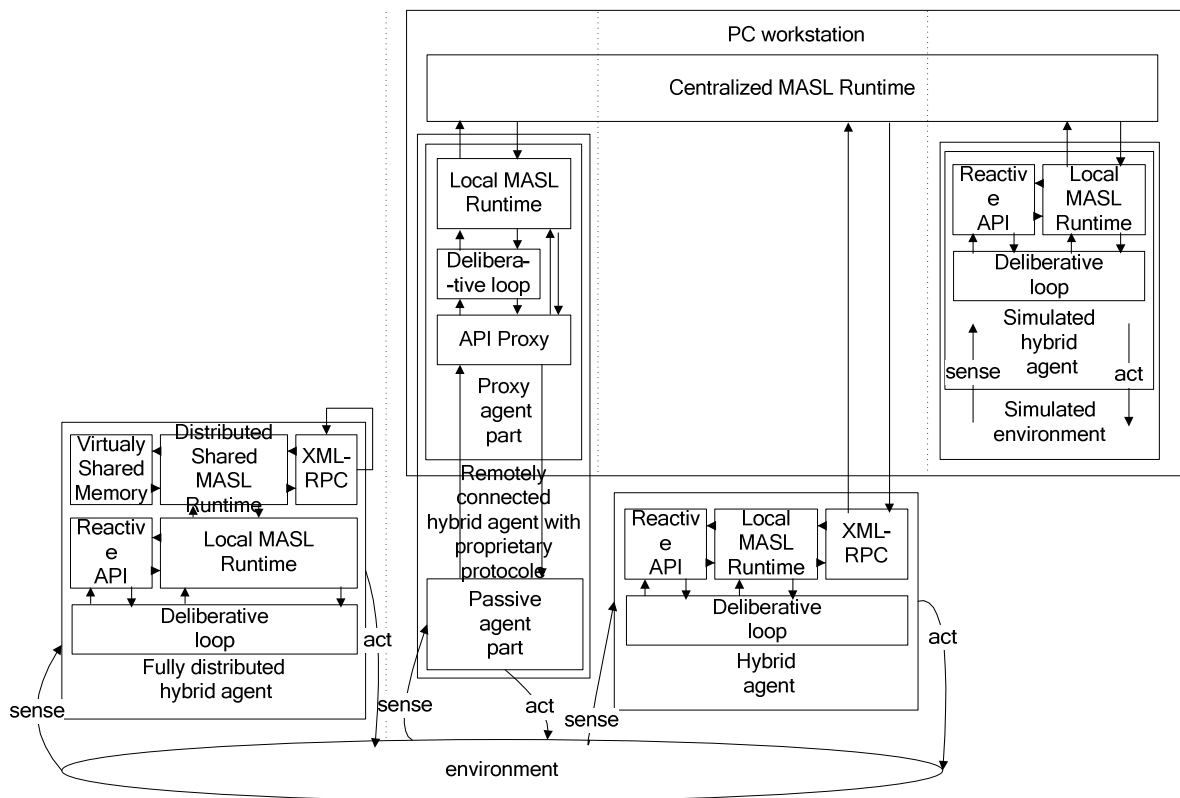 PC workstation
Centralized MASL Runtime
Local MASL
Runtime
Delibera-
-tive loop
API Proxy
Proxy
agent
part
Remotely
connected
hybrid agent with
proprietary
protocole
Passive
agent
part
Reactiv
e
API
Local
MASL
Runtime
Deliberative
loop
Simulated
hybrid
agent
sense
act
Simulated
environment
Virtualy
Shared
Memory
Distributed
Shared
MASL
Runtime
XML-
RPC
Reactiv
e
API
Local MASL
Runtime
Deliberative
loop
Fully distributed
hybrid agent
sense
act
sense
act
Reactiv
e
API
Local
MASL
Runtime
XML-
RPC
Deliberative
loop
Hybrid
agent
sense
act
environment